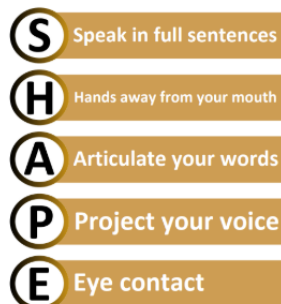 S Speak in full sentences
H Hands away from your mouth
A Articulate your words
P Project your voice
E Eye contact